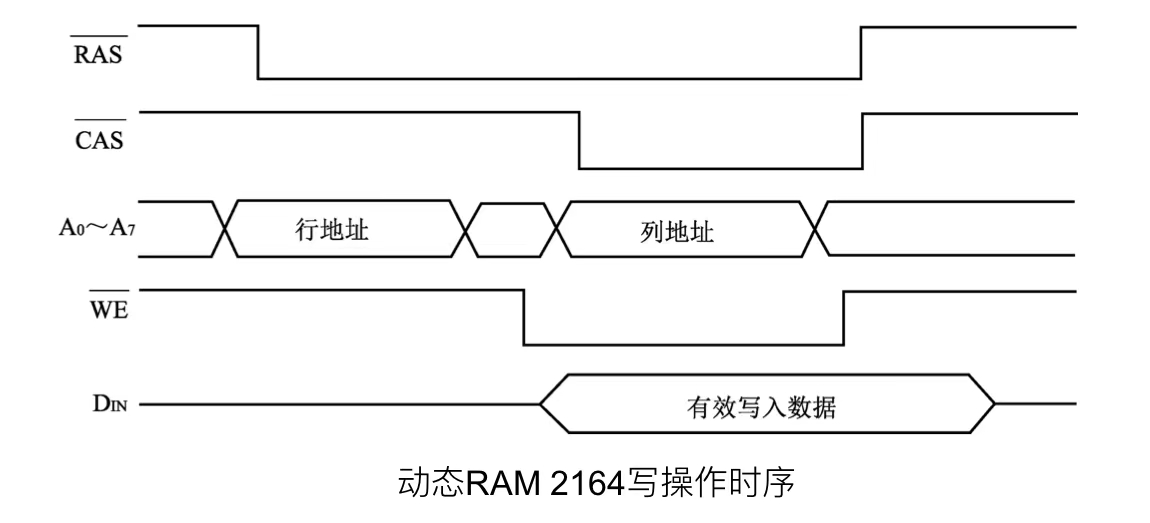 RAS
CAS
A0～A7 行地址 列地址
WE
DIN 有效写入数据
动态RAM 2164写操作时序